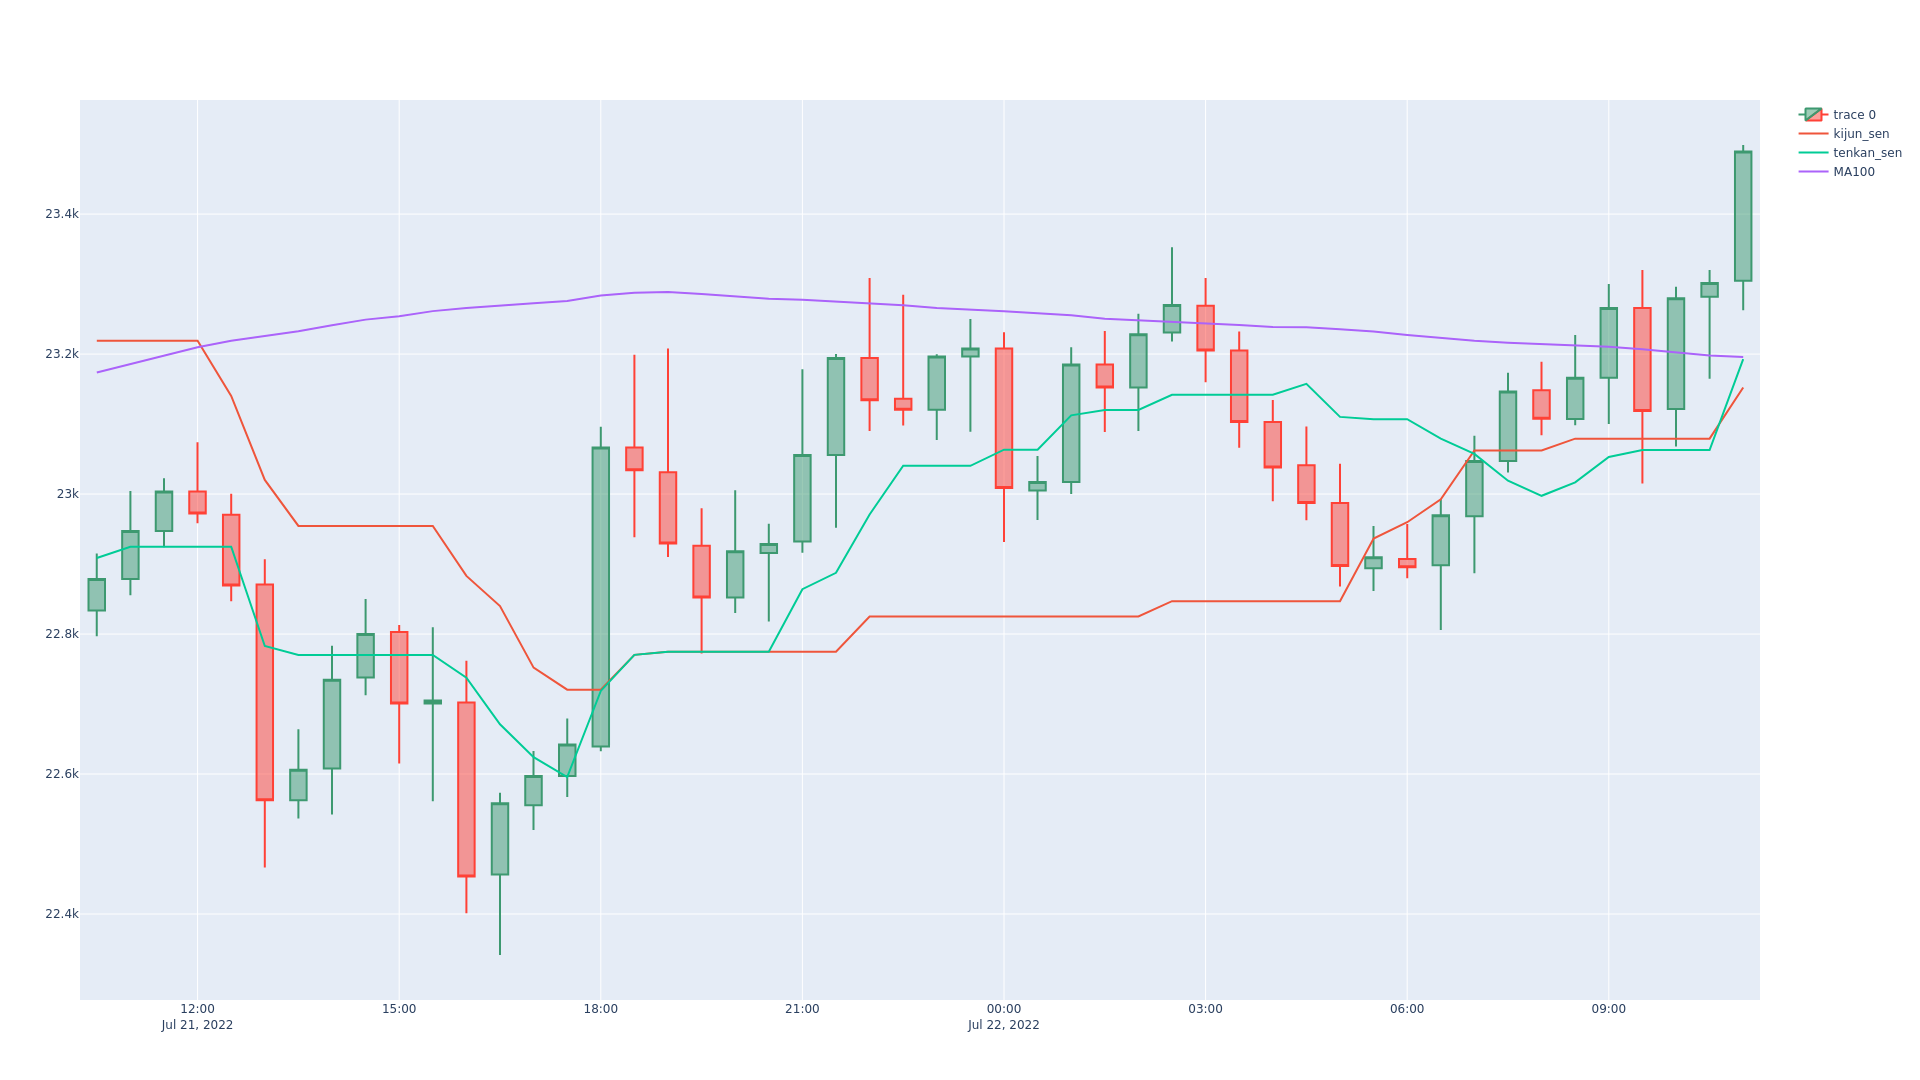 trace 0
kijun_sen
tenkan_sen
MA100
23.4k
23.2k
23k
22.8k
22.6k
22.4k
12:00 15:00 18:00 21:00 00:00 03:00 06:00 09:00
Jul 21, 2022 Jul 22, 2022